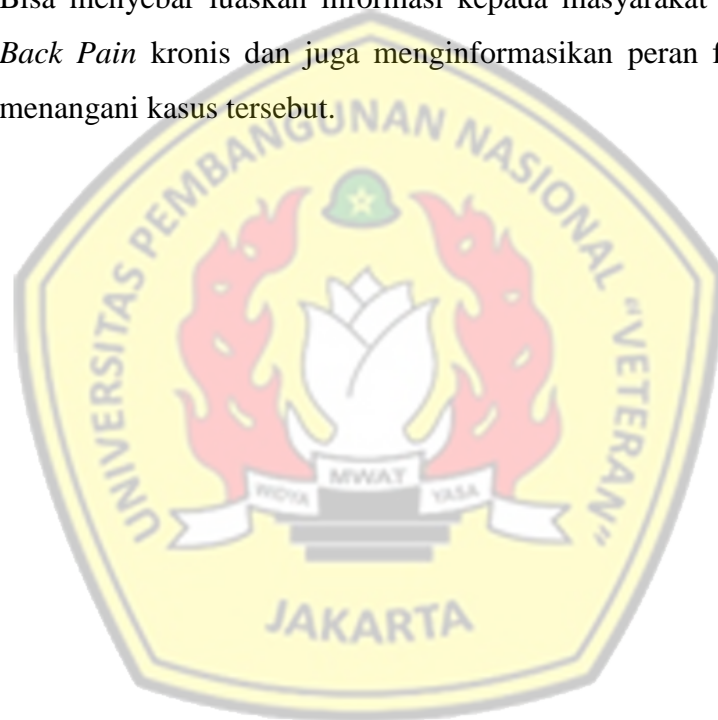 Bisa menyebar luaskan informasi kepada masyarakat
Back Pain kronis dan juga menginformasikan peran
menangani kasus tersebut.
UNIVERSITAS PEMBANGUNAN NASIONAL "VETERAN"
WIDYA MWAT YASA
JAKARTA